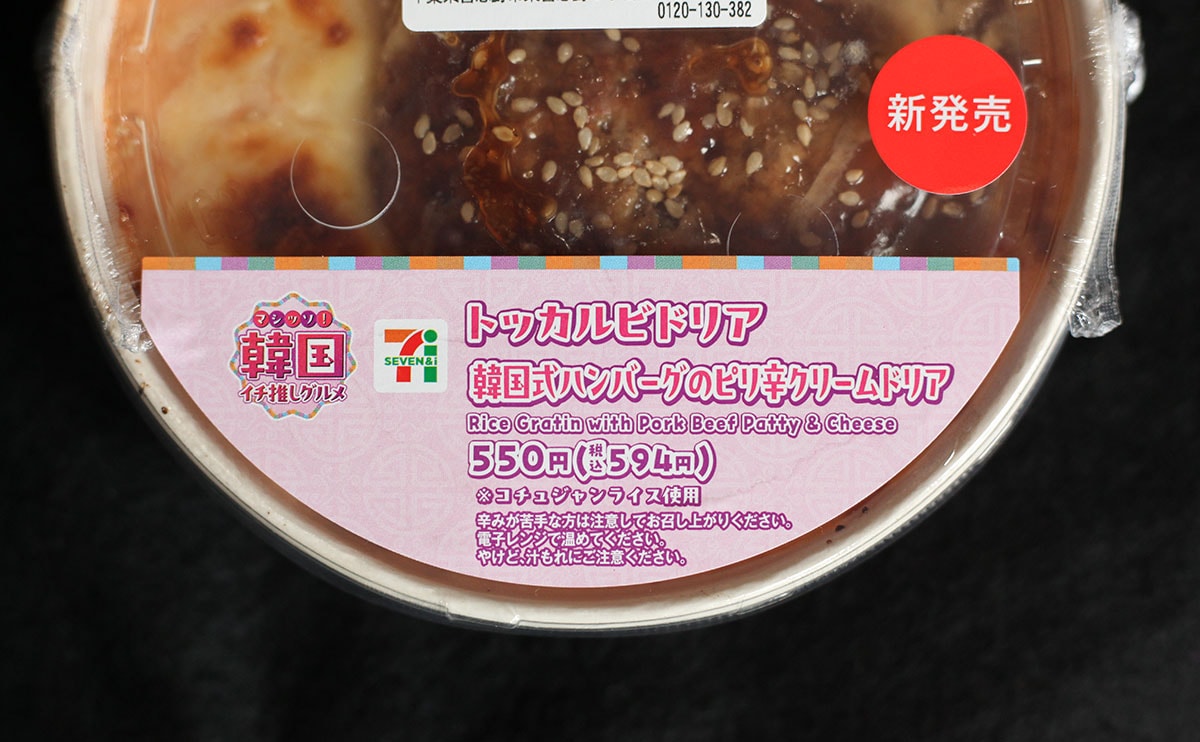 0120-130-382
新発売
マシッソ!
韓国
イチ推しグルメ
7i
SEVEN&i
トッカルビドリア
韓国式ハンバーグのピリ辛クリームドリア
Rice Gratin with Pork Beef Patty & Cheese
550円(税込594円)
※コチュジャンライス使用
辛みが苦手な方は注意してお召し上がりください。
電子レンジで温めてください。
やけど、汁もれにご注意ください。